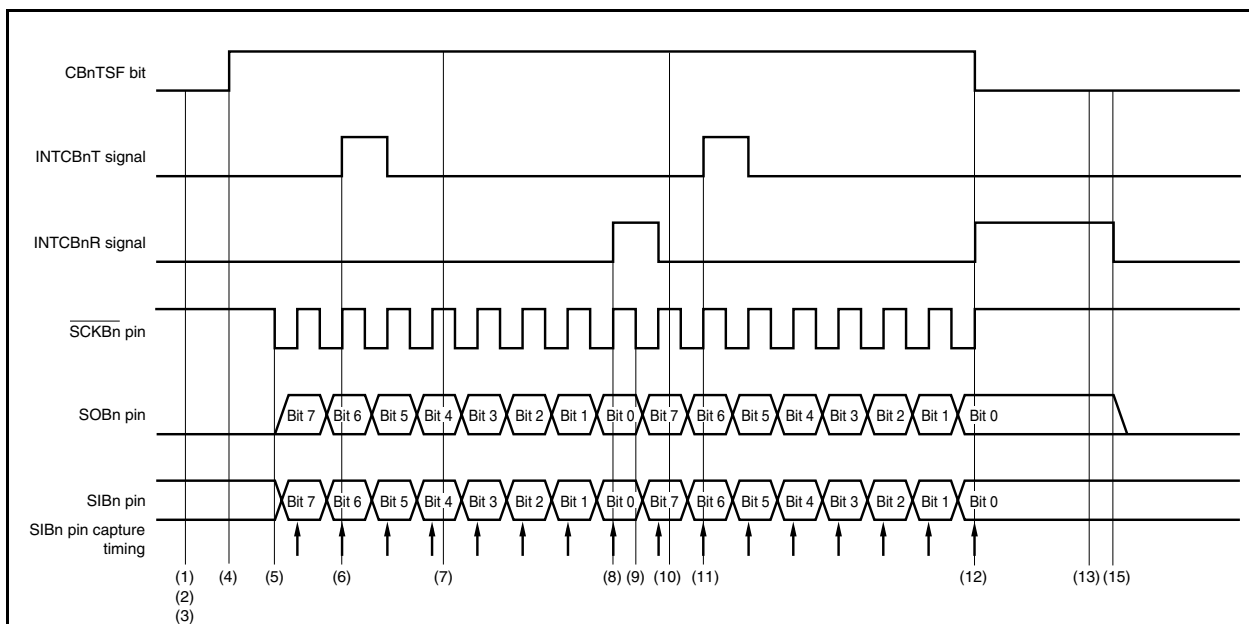 CBnTSF bit
INTCBnT signal
INTCBnR signal
SCKBn pin
SOBn pin
Bit 7 Bit 6 Bit 5 Bit 4 Bit 3 Bit 2 Bit 1 Bit 0 Bit 7 Bit 6 Bit 5 Bit 4 Bit 3 Bit 2 Bit 1 Bit 0
SIBn pin
Bit 7 Bit 6 Bit 5 Bit 4 Bit 3 Bit 2 Bit 1 Bit 0 Bit 7 Bit 6 Bit 5 Bit 4 Bit 3 Bit 2 Bit 1 Bit 0
SIBn pin capture
timing
(1) (4) (5) (6) (7) (8) (9) (10) (11) (12) (13) (15)
(2)
(3)